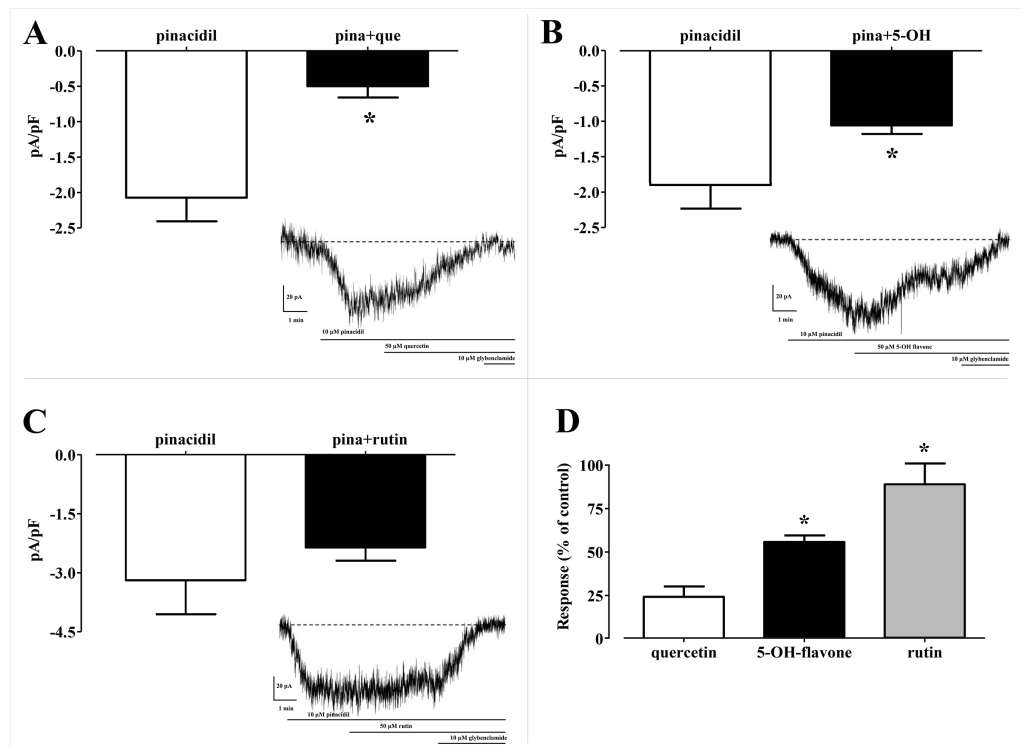 A
pinacidil
pina+que
0.0
-0.5
-1.0
-1.5
-2.0
-2.5
pA/pF
*
20 pA
1 min
10 µM pinacidil
50 µM quercetin
10 µM glybenclamide
B
pinacidil
pina+5-OH
0.0
-0.5
-1.0
-1.5
-2.0
-2.5
pA/pF
*
20 pA
1 min
10 µM pinacidil
50 µM 5-OH flavone
10 µM glybenclamide
C
pinacidil
pina+rutin
0.0
-1.5
-3.0
-4.5
pA/pF
20 pA
1 min
10 µM pinacidil
50 µM rutin
10 µM glybenclamide
D
Response (% of control)
100
75
50
25
0
*
*
quercetin
5-OH-flavone
rutin